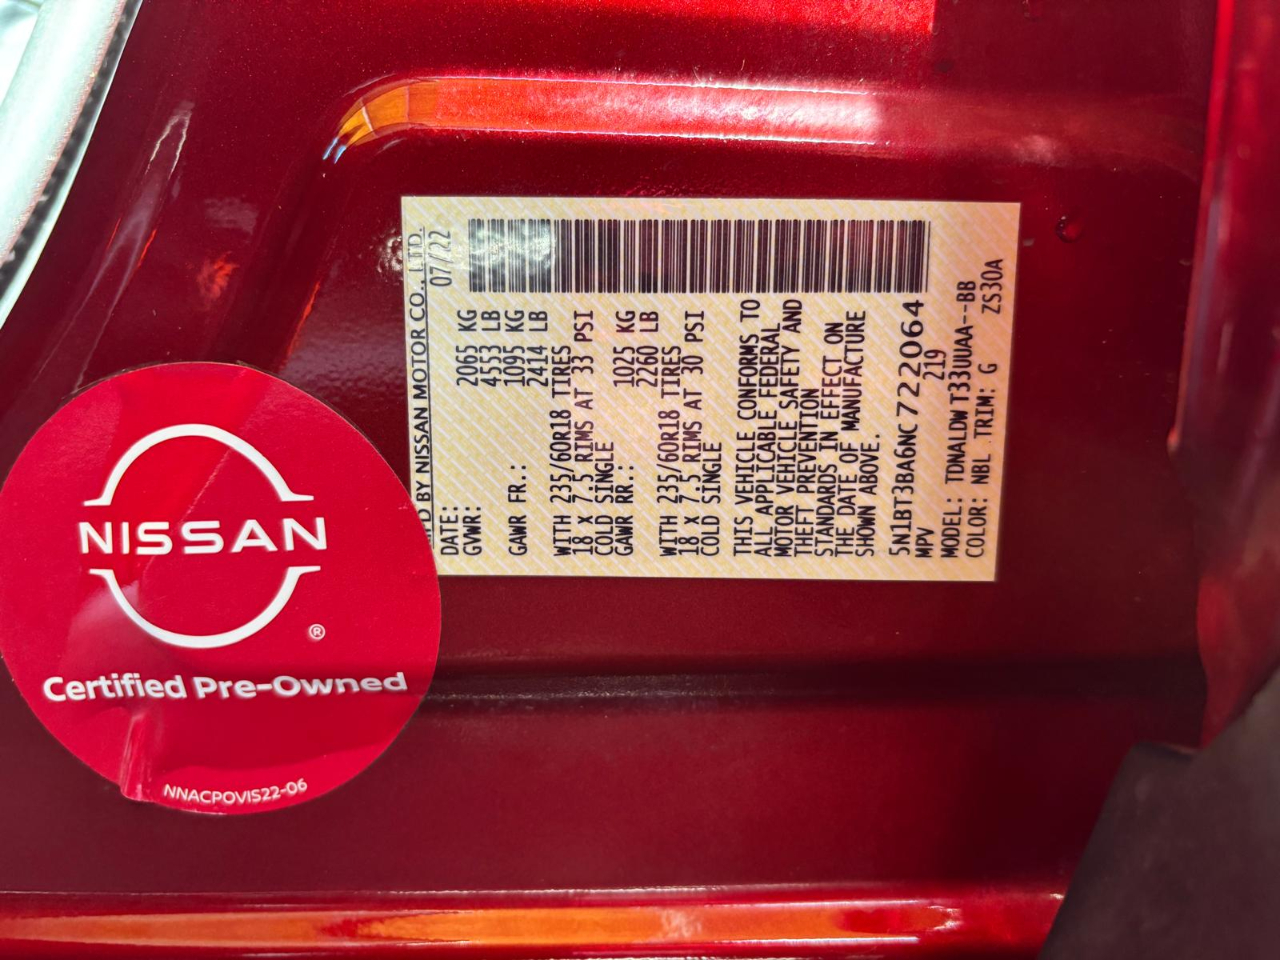 MFD BY NISSAN MOTOR CO., LTD.
DATE: 07/22
GVWR: 2065 KG
4553 LB
GAWR FR.: 1095 KG
2414 LB
WITH 235/60R18 TIRES
18 x 7.5 RIMS AT 33 PSI
COLD SINGLE
GAWR RR.: 1025 KG
2260 LB
WITH 235/60R18 TIRES
18 x 7.5 RIMS AT 30 PSI
COLD SINGLE
THIS VEHICLE CONFORMS TO
ALL APPLICABLE FEDERAL
MOTOR VEHICLE SAFETY AND
THEFT PREVENTION
STANDARDS IN EFFECT ON
THE DATE OF MANUFACTURE
SHOWN ABOVE.
5N1BT3BA6NC722064
MPV 219
MODEL: TDNALDW T33UUAA--BB
COLOR: NBL TRIM: G ZS30A
NISSAN
®
Certified Pre-Owned
NNACPOVIS22-06